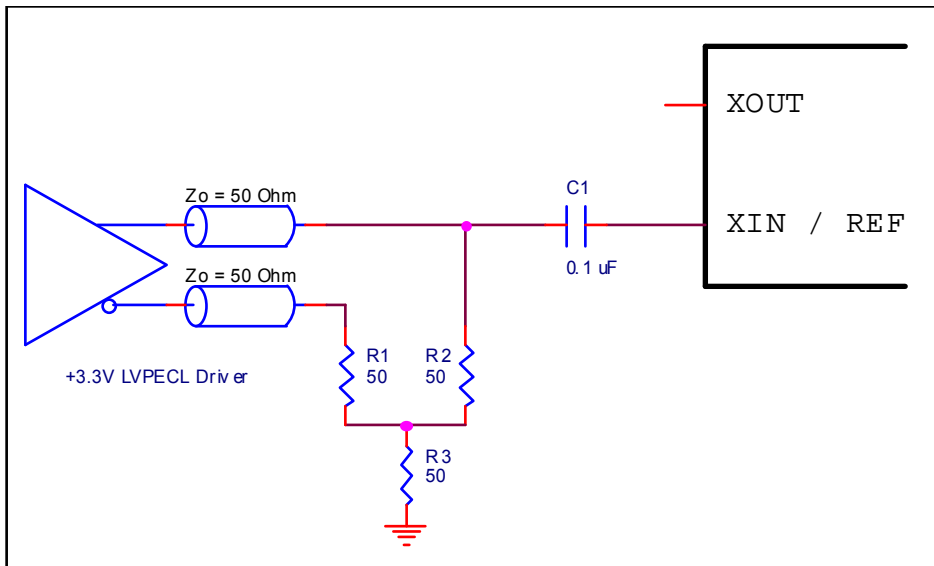 XOUT
Zo = 50 Ohm
C1
XIN / REF
0.1 uF
Zo = 50 Ohm
R1
50
R2
50
+3.3V LVPECL Driver
R3
50